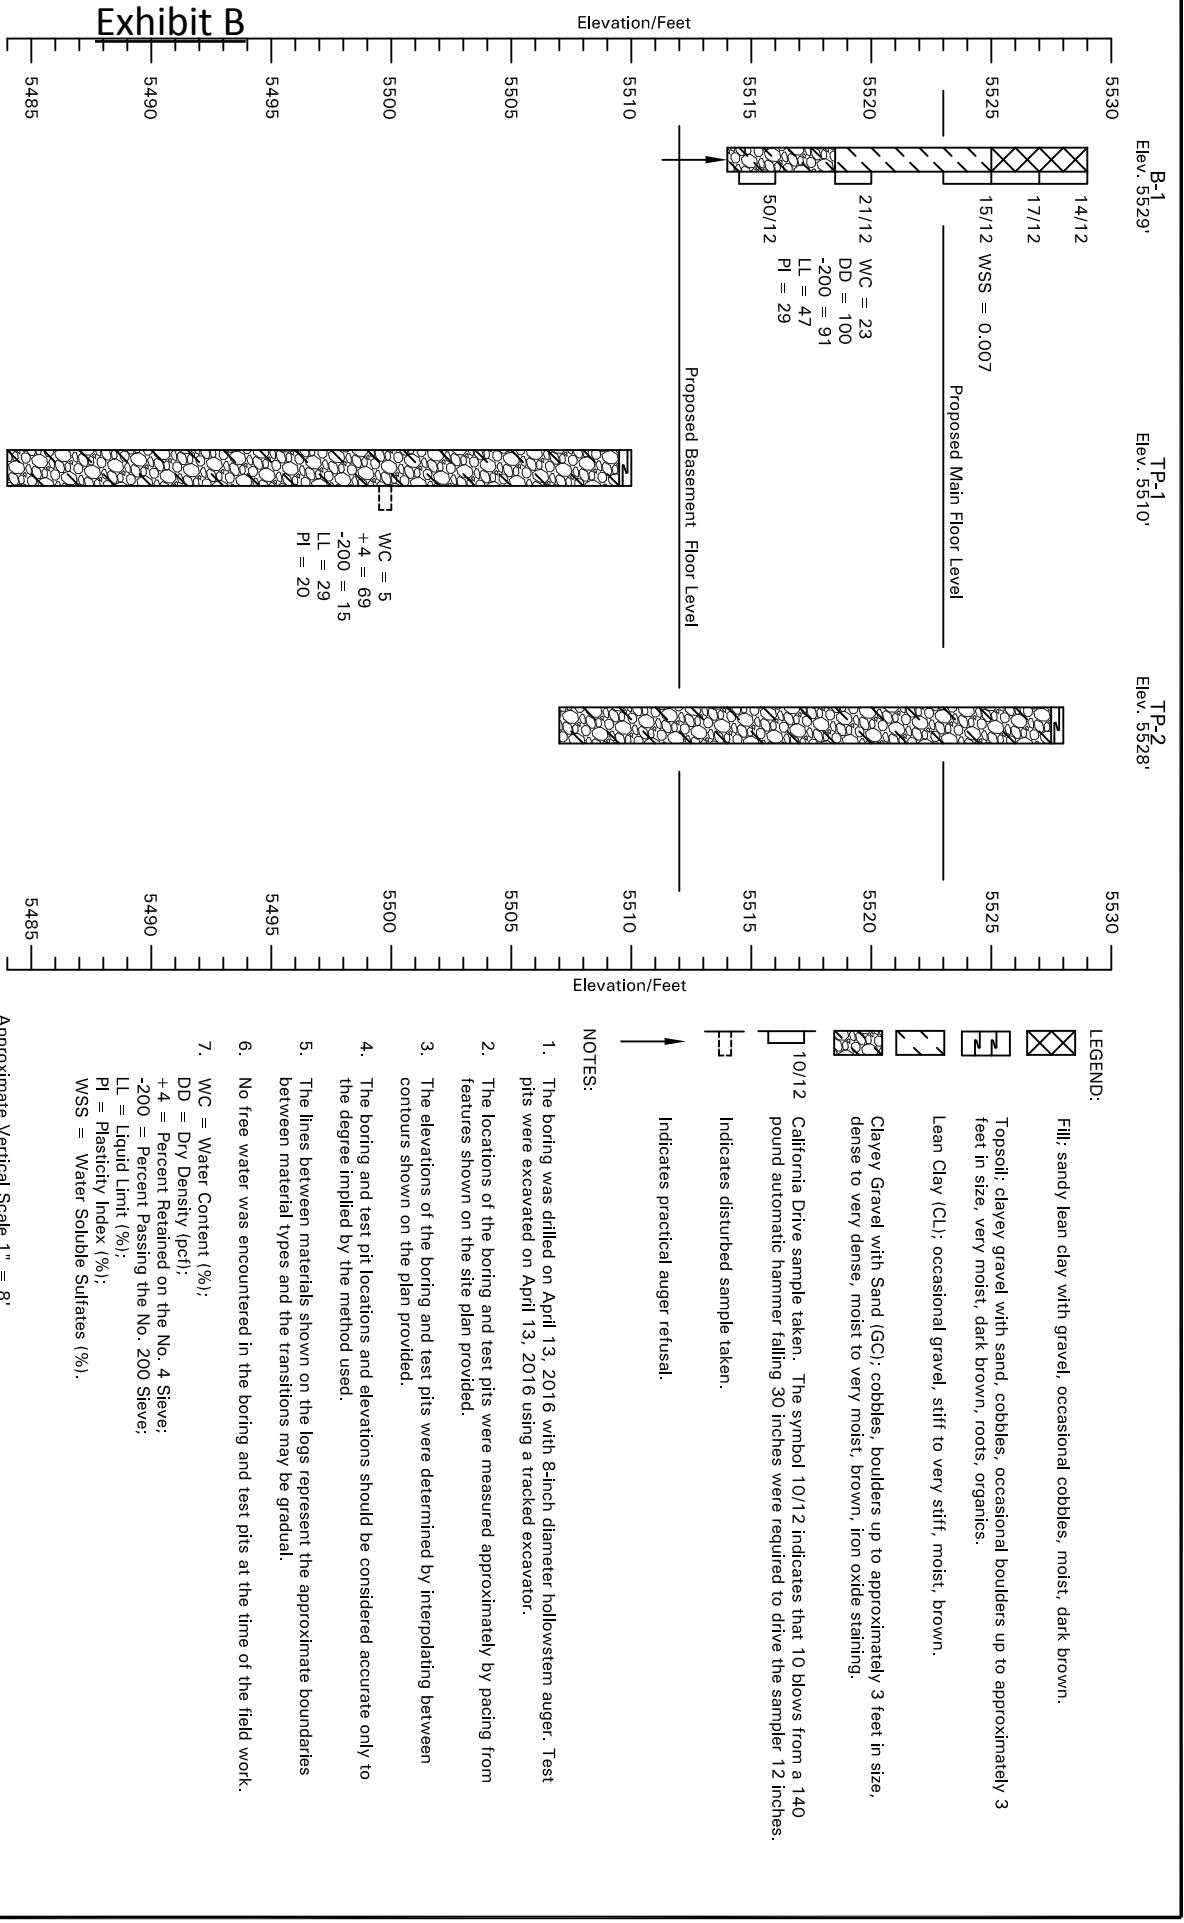 Exhibit B
B-1
Elev. 5529'
TP-1
Elev. 5510'
TP-2
Elev. 5528'
Elevation/Feet
5530
5525
5520
5515
5510
5505
5500
5495
5490
5485
14/12
17/12
15/12 WSS = 0.007
21/12 WC = 23
DD = 100
-200 = 91
LL = 47
PI = 29
50/12
Proposed Main Floor Level
Proposed Basement Floor Level
WC = 5
+4 = 69
-200 = 15
LL = 29
PI = 20
5530
5525
5520
5515
5510
5505
5500
5495
5490
5485
Elevation/Feet
LEGEND:
Fill; sandy lean clay with gravel, occasional cobbles, moist, dark brown.
Topsoil; clayey gravel with sand, cobbles, occasional boulders up to approximately 3
feet in size, very moist, dark brown, roots, organics.
Lean Clay (CL); occasional gravel, stiff to very stiff, moist, brown.
Clayey Gravel with Sand (GC); cobbles, boulders up to approximately 3 feet in size,
dense to very dense, moist to very moist, brown, iron oxide staining.
10/12 California Drive sample taken. The symbol 10/12 indicates that 10 blows from a 140
pound automatic hammer falling 30 inches were required to drive the sampler 12 inches.
Indicates disturbed sample taken.
Indicates practical auger refusal.
NOTES:
1. The boring was drilled on April 13, 2016 with 8-inch diameter hollowstem auger. Test
pits were excavated on April 13, 2016 using a tracked excavator.
2. The locations of the boring and test pits were measured approximately by pacing from
features shown on the site plan provided.
3. The elevations of the boring and test pits were determined by interpolating between
contours shown on the plan provided.
4. The boring and test pit locations and elevations should be considered accurate only to
the degree implied by the method used.
5. The lines between materials shown on the logs represent the approximate boundaries
between material types and the transitions may be gradual.
6. No free water was encountered in the boring and test pits at the time of the field work.
7. WC = Water Content (%);
DD = Dry Density (pcf);
+4 = Percent Retained on the No. 4 Sieve;
-200 = Percent Passing the No. 200 Sieve;
LL = Liquid Limit (%);
PI = Plasticity Index (%);
WSS = Water Soluble Sulfates (%).
Approximate Vertical Scale 1" = 8'